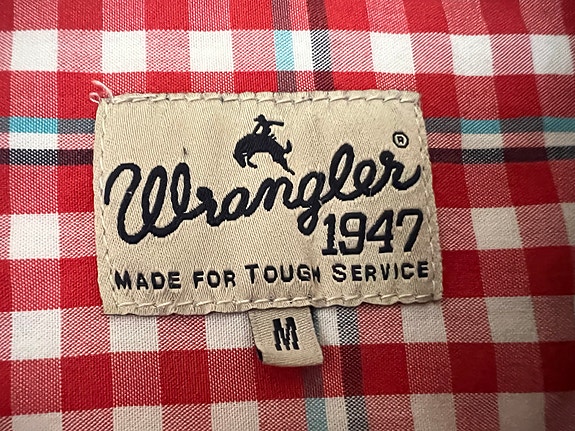 Wrangler®
1947
MADE FOR TOUGH SERVICE
M